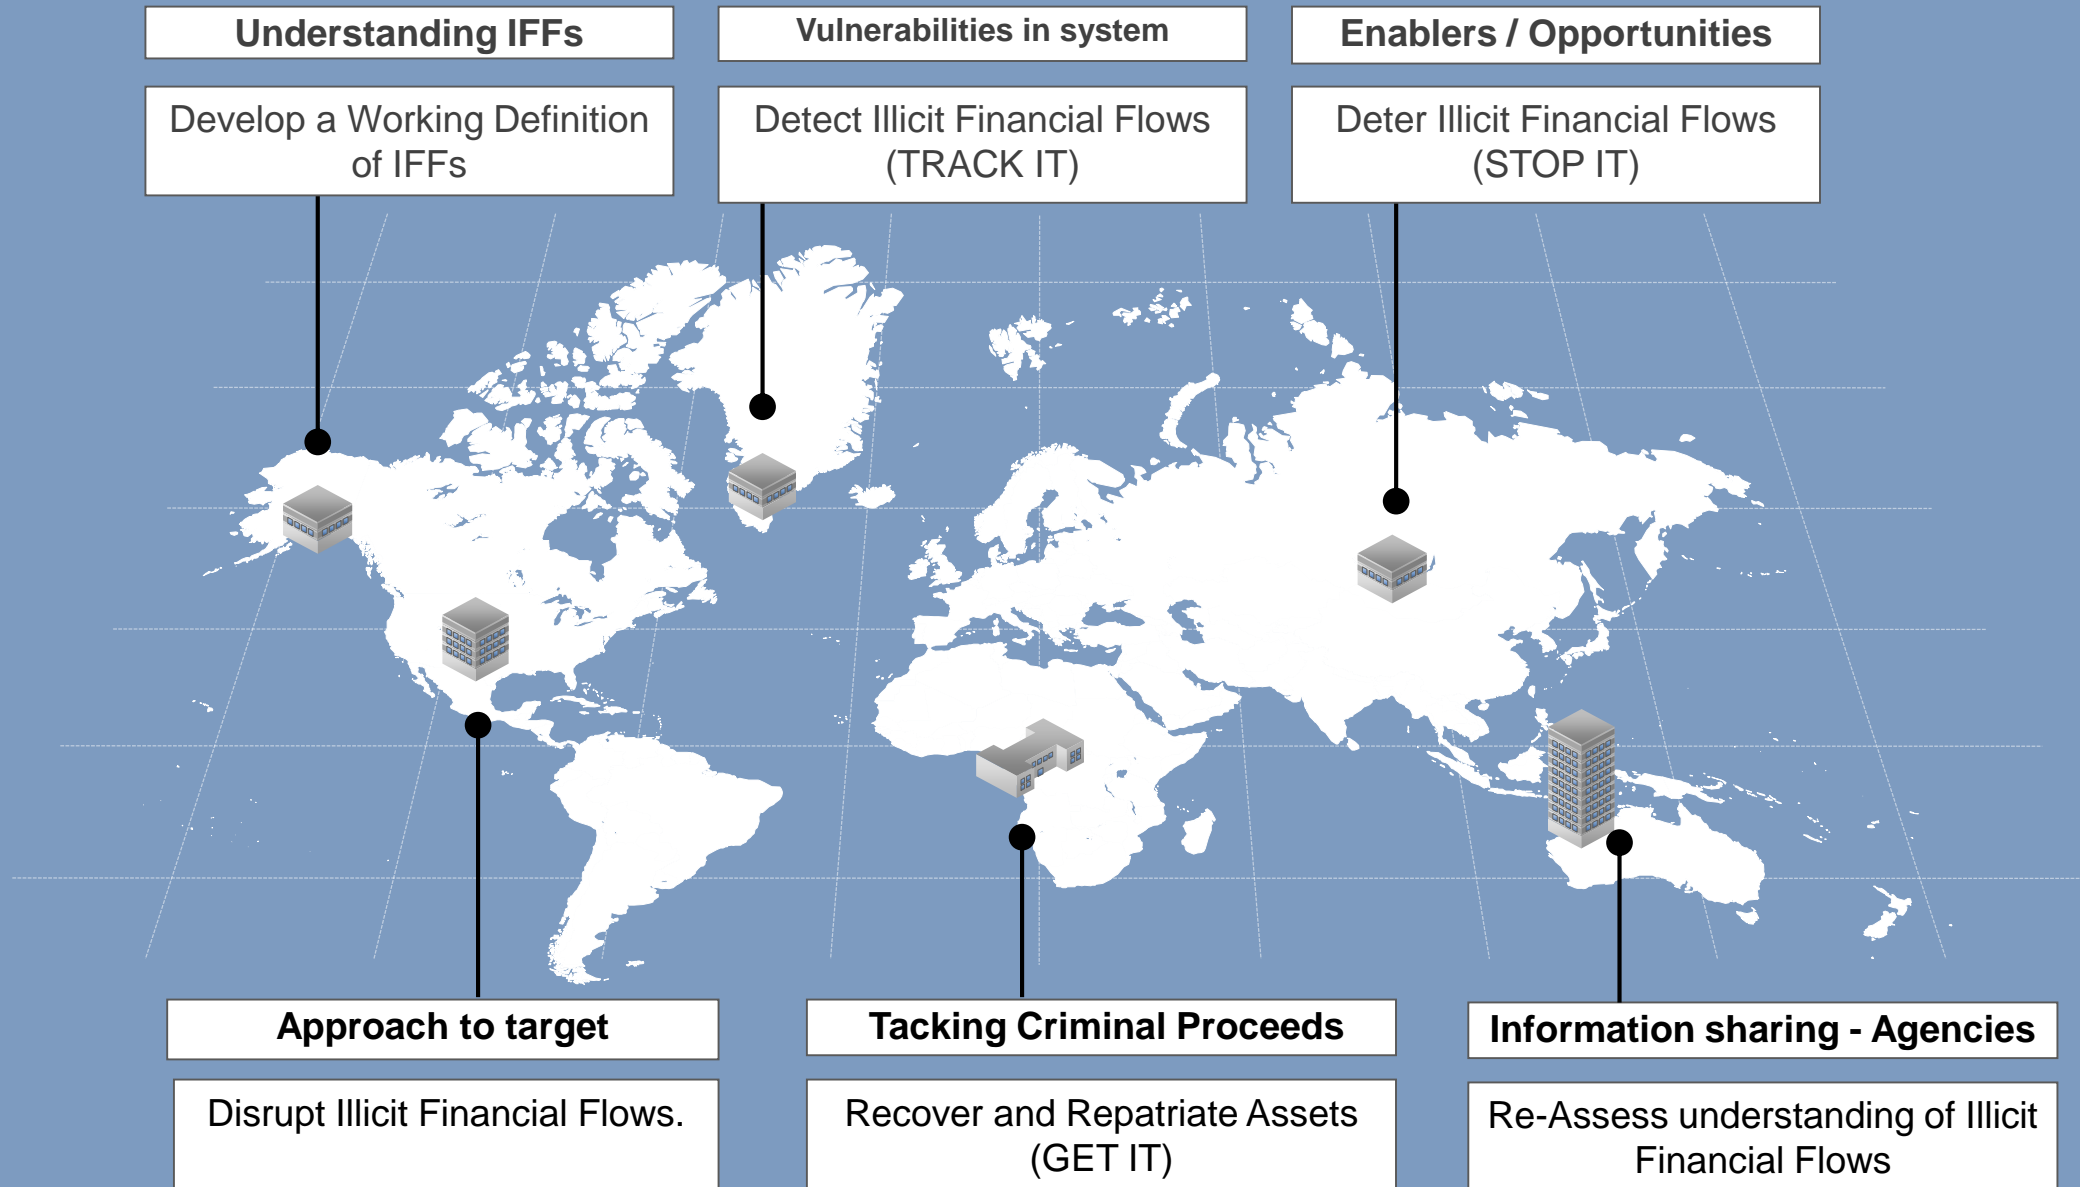 Understanding IFFs
Develop a Working Definition
of IFFs
Vulnerabilities in system
Detect Illicit Financial Flows
(TRACK IT)
Enablers / Opportunities
Deter Illicit Financial Flows
(STOP IT)
Approach to target
Disrupt Illicit Financial Flows.
Tacking Criminal Proceeds
Recover and Repatriate Assets
(GET IT)
Information sharing - Agencies
Re-Assess understanding of Illicit
Financial Flows